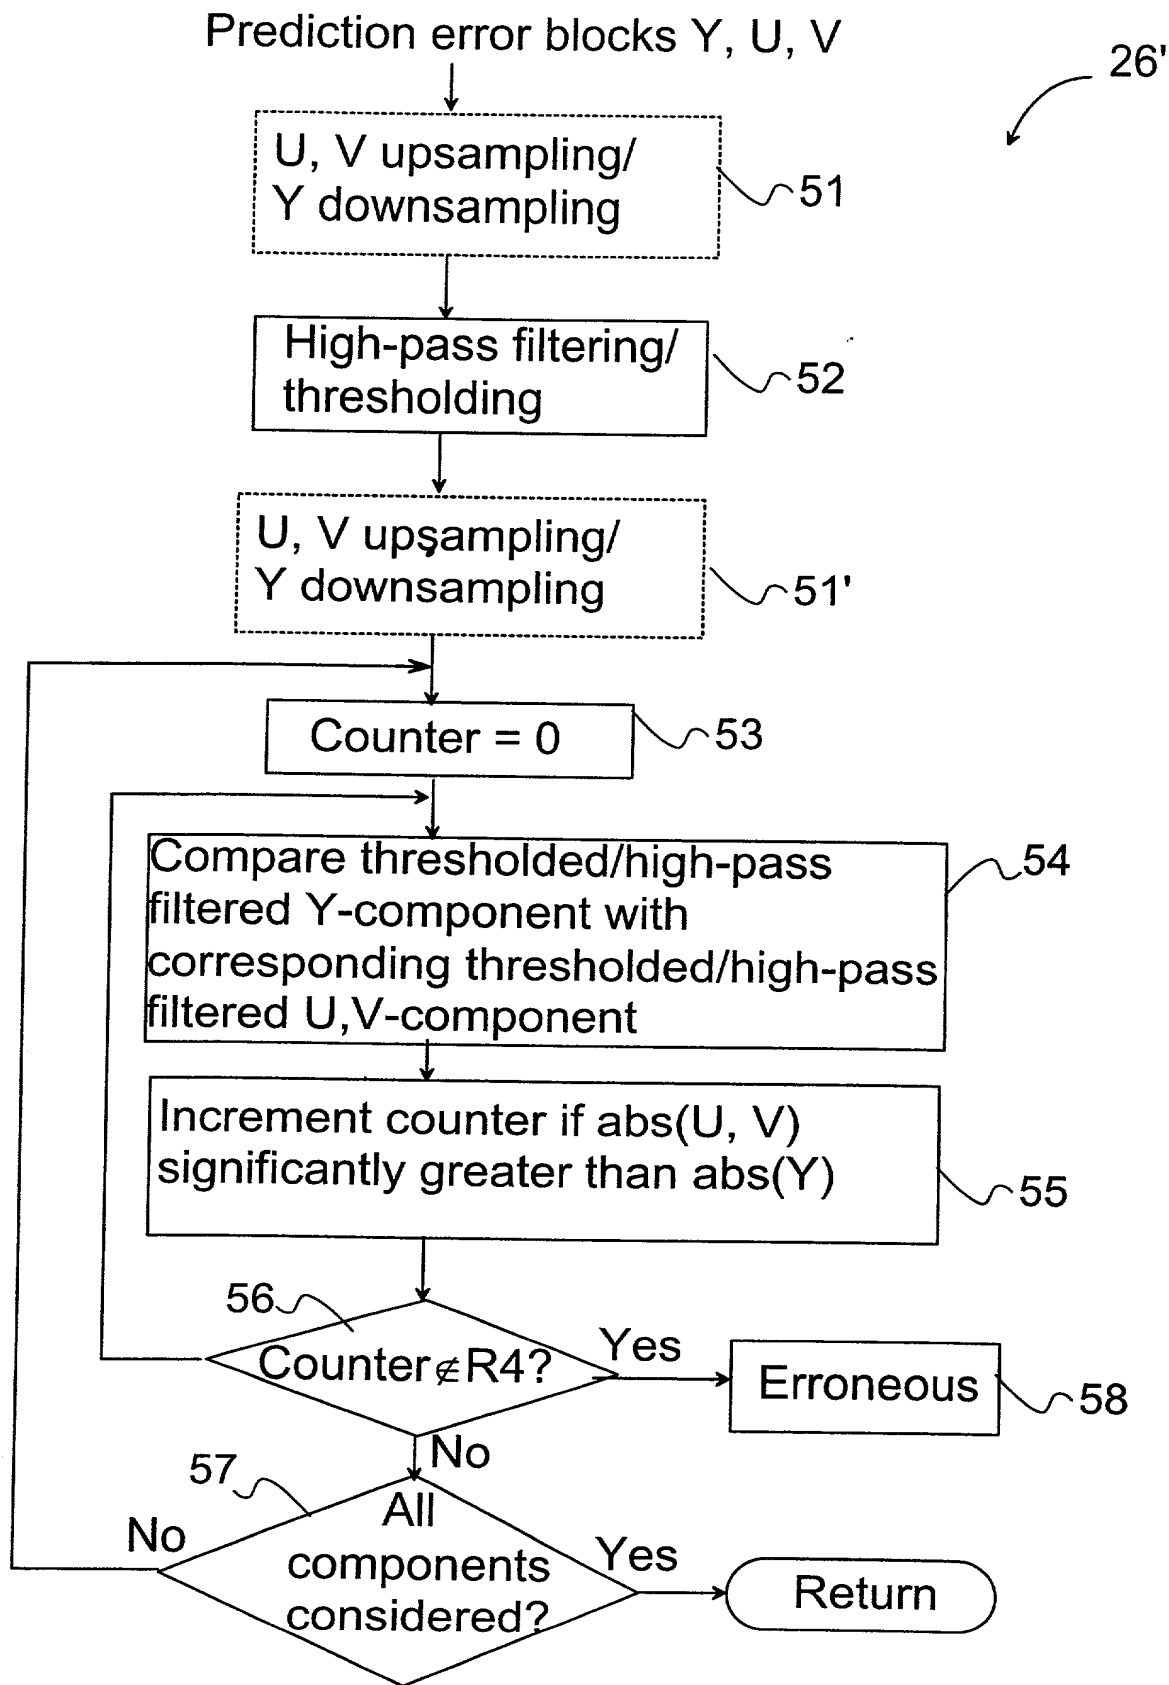 Prediction error blocks Y, U, V
26'
U, V upsampling/
Y downsampling
51
High-pass filtering/
thresholding
52
U, V upsampling/
Y downsampling
51'
Counter = 0
53
Compare thresholded/high-pass
filtered Y-component with
corresponding thresholded/high-pass
filtered U,V-component
54
Increment counter if abs(U, V)
significantly greater than abs(Y)
55
56
Counter∉R4?
Yes
Erroneous
58
No
57
No
All
components
considered?
Yes
Return